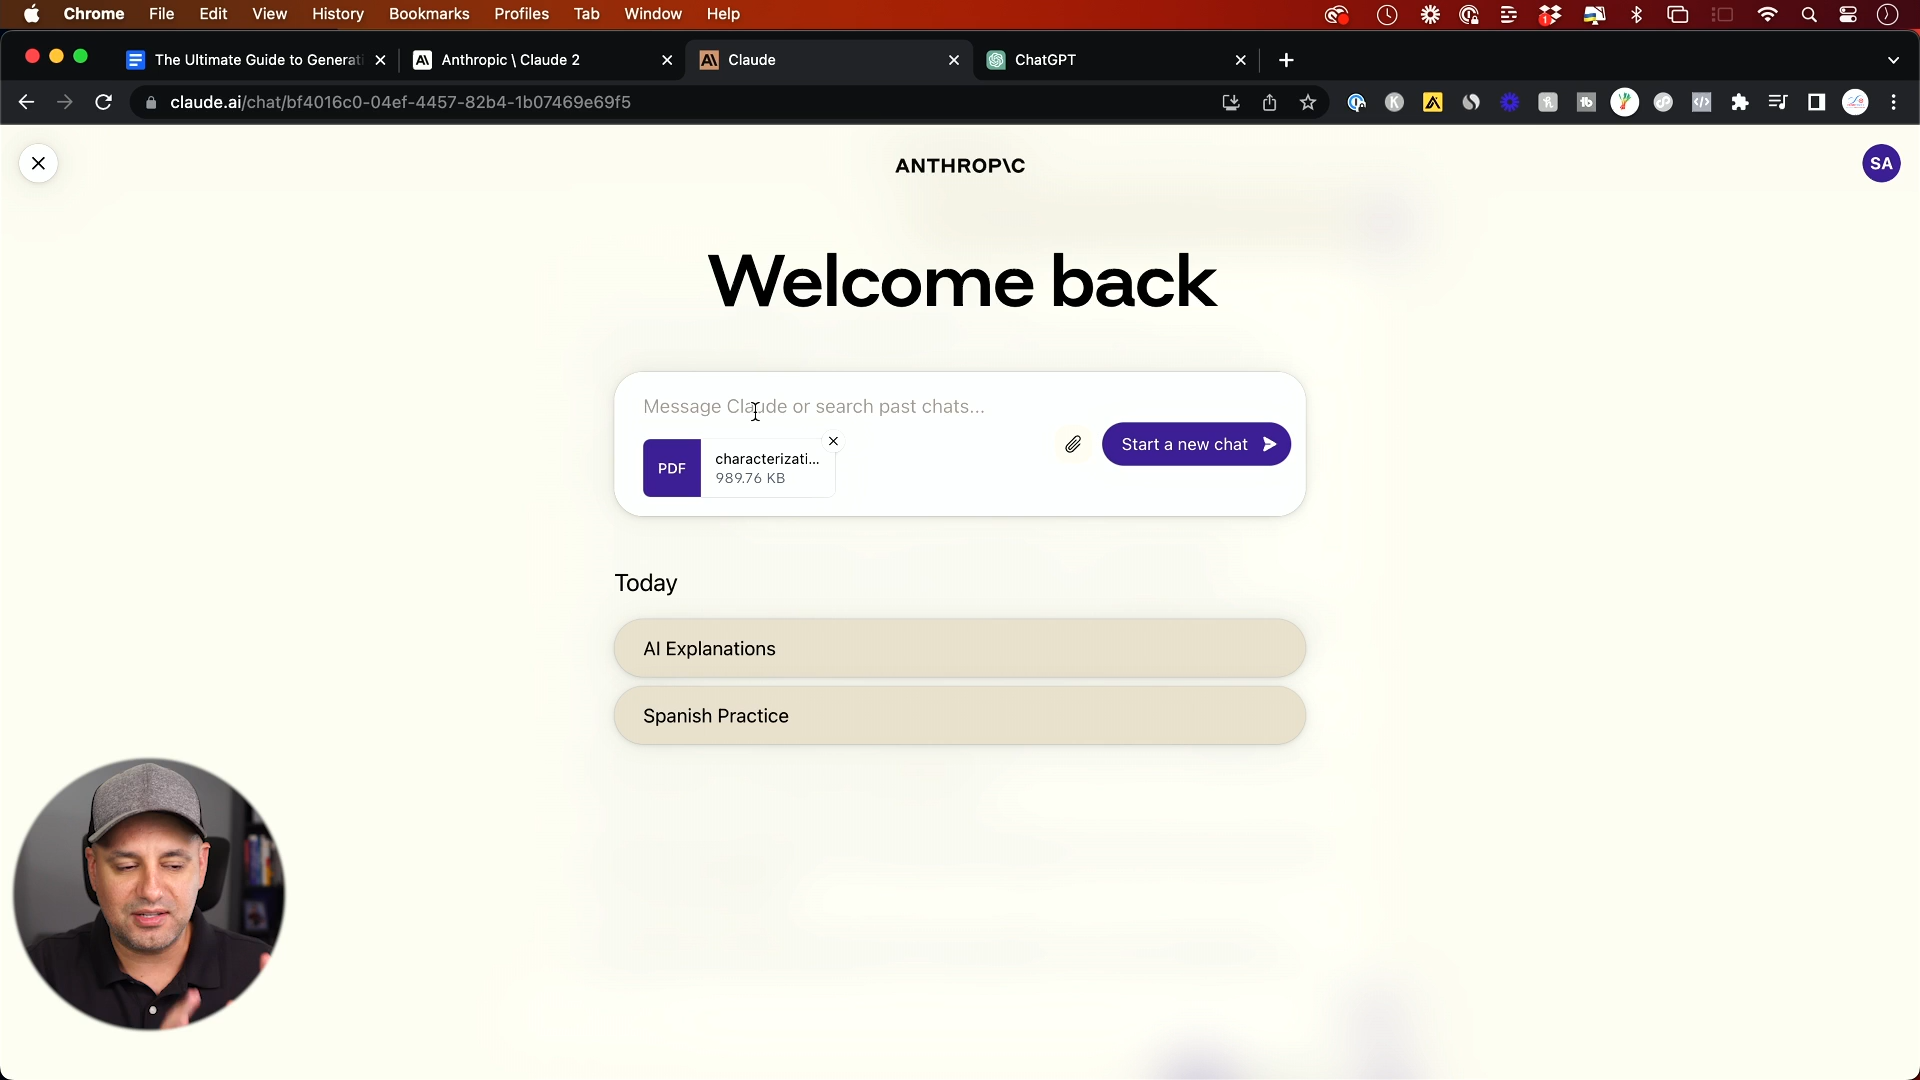 Chrome File Edit View History Bookmarks Profiles Tab Window Help
The Ultimate Guide to Generat
Anthropic \ Claude 2
Claude
ChatGPT
claude.ai/chat/bf4016c0-04ef-4457-82b4-1b07469e69f5
ANTHROP\C
SA
Welcome back
Message Claude or search past chats...
PDF
characterizati...
989.76 KB
Start a new chat
Today
AI Explanations
Spanish Practice